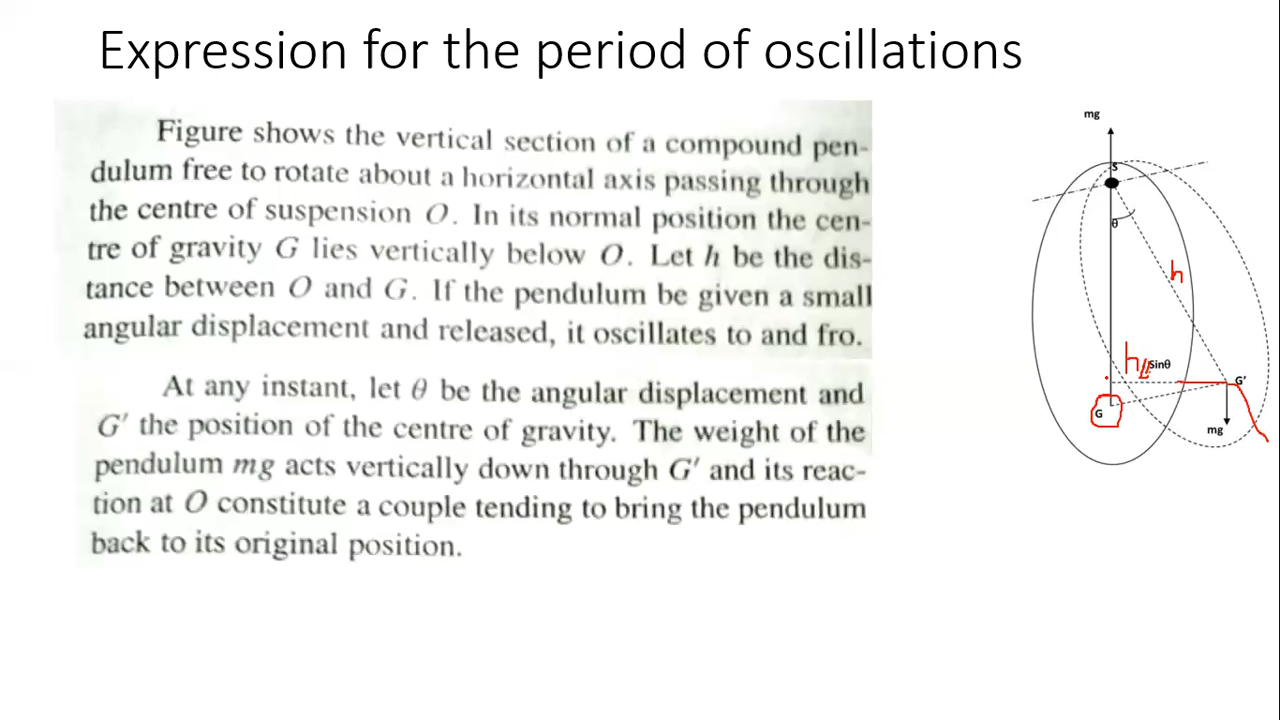 Expression for the period of oscillations
Figure shows the vertical section of a compound pen-
dulum free to rotate about a horizontal axis passing through
the centre of suspension O. In its normal position the cen-
tre of gravity G lies vertically below O. Let h be the dis-
tance between O and G. If the pendulum be given a small
angular displacement and released, it oscillates to and fro.
At any instant, let θ be the angular displacement and
G′ the position of the centre of gravity. The weight of the
pendulum mg acts vertically down through G′ and its reac-
tion at O constitute a couple tending to bring the pendulum
back to its original position.
mg
S
θ
h
h Sinθ
G'
G
mg